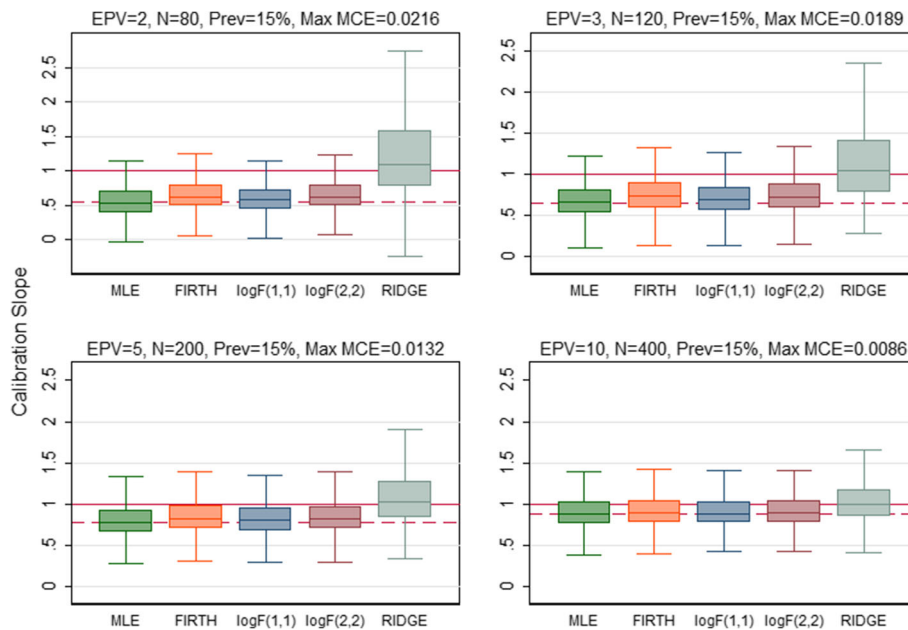 EPV=2, N=80, Prev=15%, Max MCE=0.0216
2.5
2
1.5
1
.5
0
MLE FIRTH logF(1,1) logF(2,2) RIDGE
EPV=3, N=120, Prev=15%, Max MCE=0.0189
2.5
2
1.5
1
.5
0
MLE FIRTH logF(1,1) logF(2,2) RIDGE
Calibration Slope
EPV=5, N=200, Prev=15%, Max MCE=0.0132
2.5
2
1.5
1
.5
0
MLE FIRTH logF(1,1) logF(2,2) RIDGE
EPV=10, N=400, Prev=15%, Max MCE=0.0086
2.5
2
1.5
1
.5
0
MLE FIRTH logF(1,1) logF(2,2) RIDGE